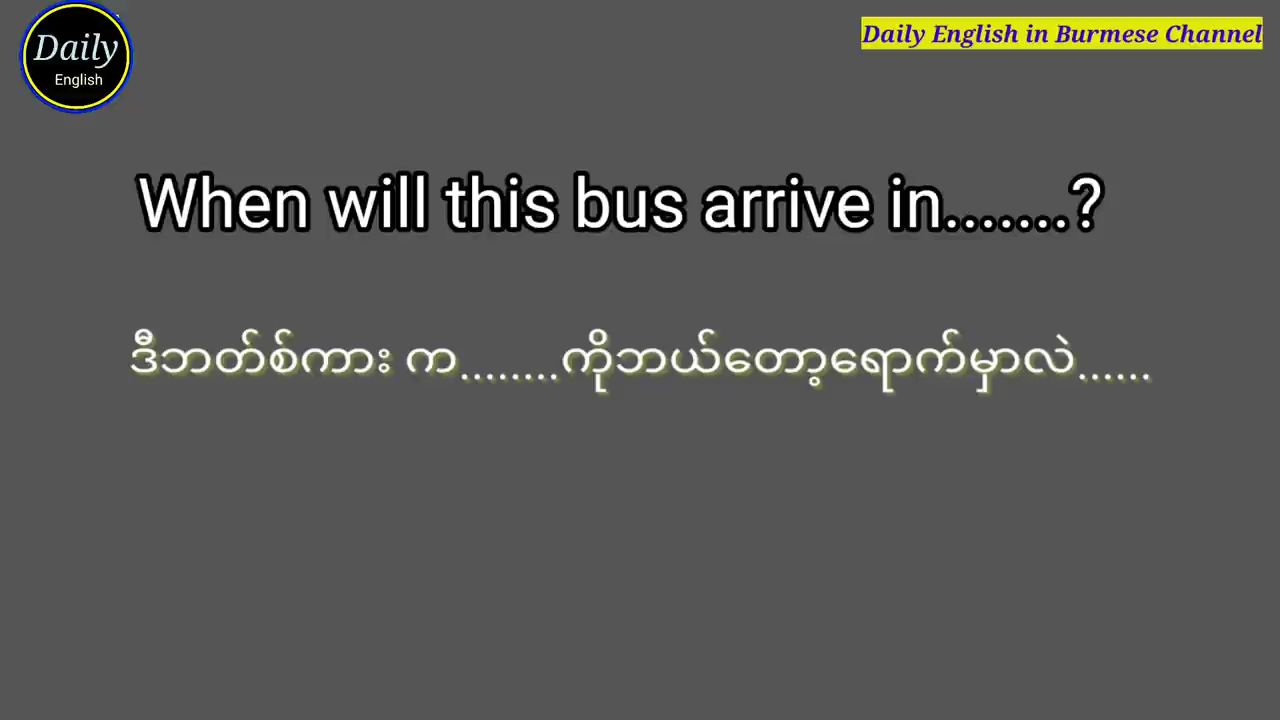 Daily
English
Daily English in Burmese Channel
When will this bus arrive in.......?
ဒီဘတ်စ်ကား က........ကိုဘယ်တော့ရောက်မှာလဲ......